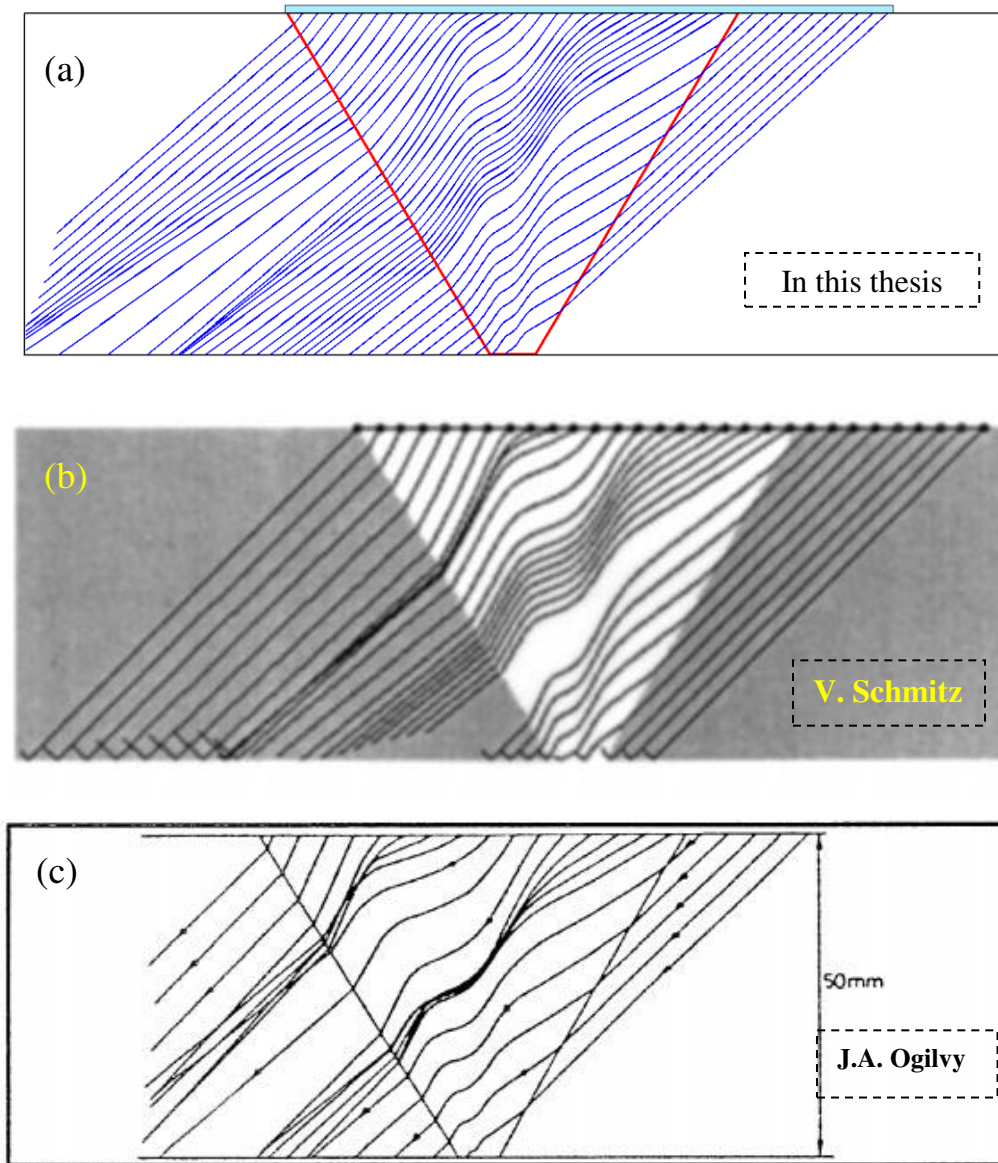 (a)
In this thesis
(b)
V. Schmitz
(c)
50mm
J.A. Ogilvy